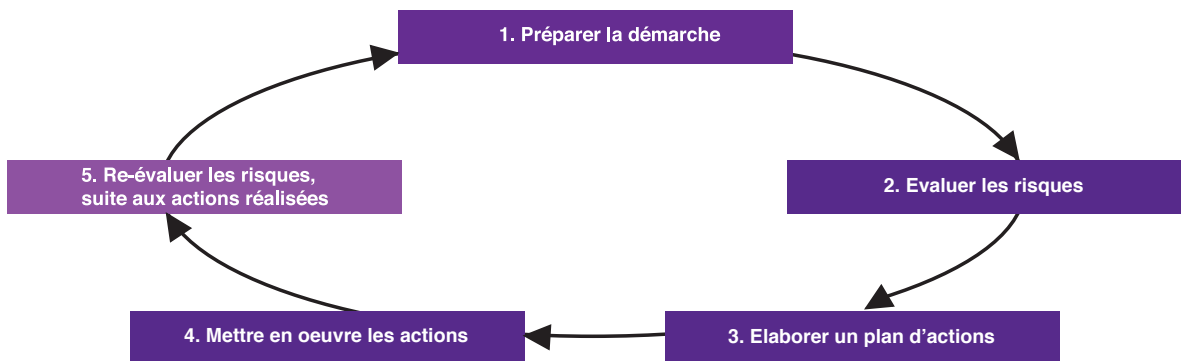 1. Préparer la démarche
2. Evaluer les risques
3. Elaborer un plan d'actions
4. Mettre en oeuvre les actions
5. Re-évaluer les risques,
suite aux actions réalisées